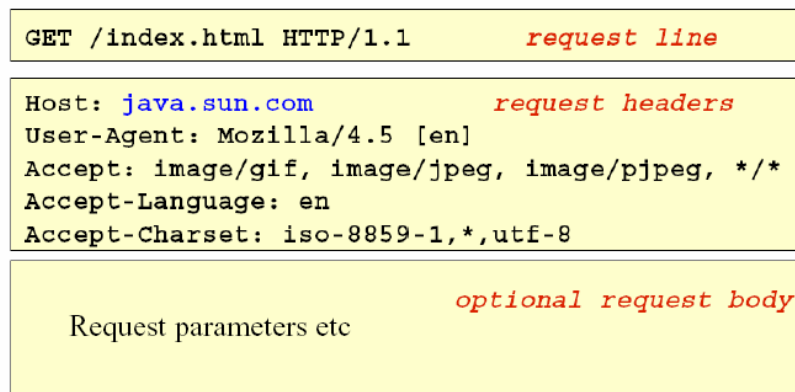 GET /index.html HTTP/1.1 request line
Host: java.sun.com request headers
User-Agent: Mozilla/4.5 [en]
Accept: image/gif, image/jpeg, image/pjpeg, */*
Accept-Language: en
Accept-Charset: iso-8859-1,*,utf-8
optional request body
Request parameters etc